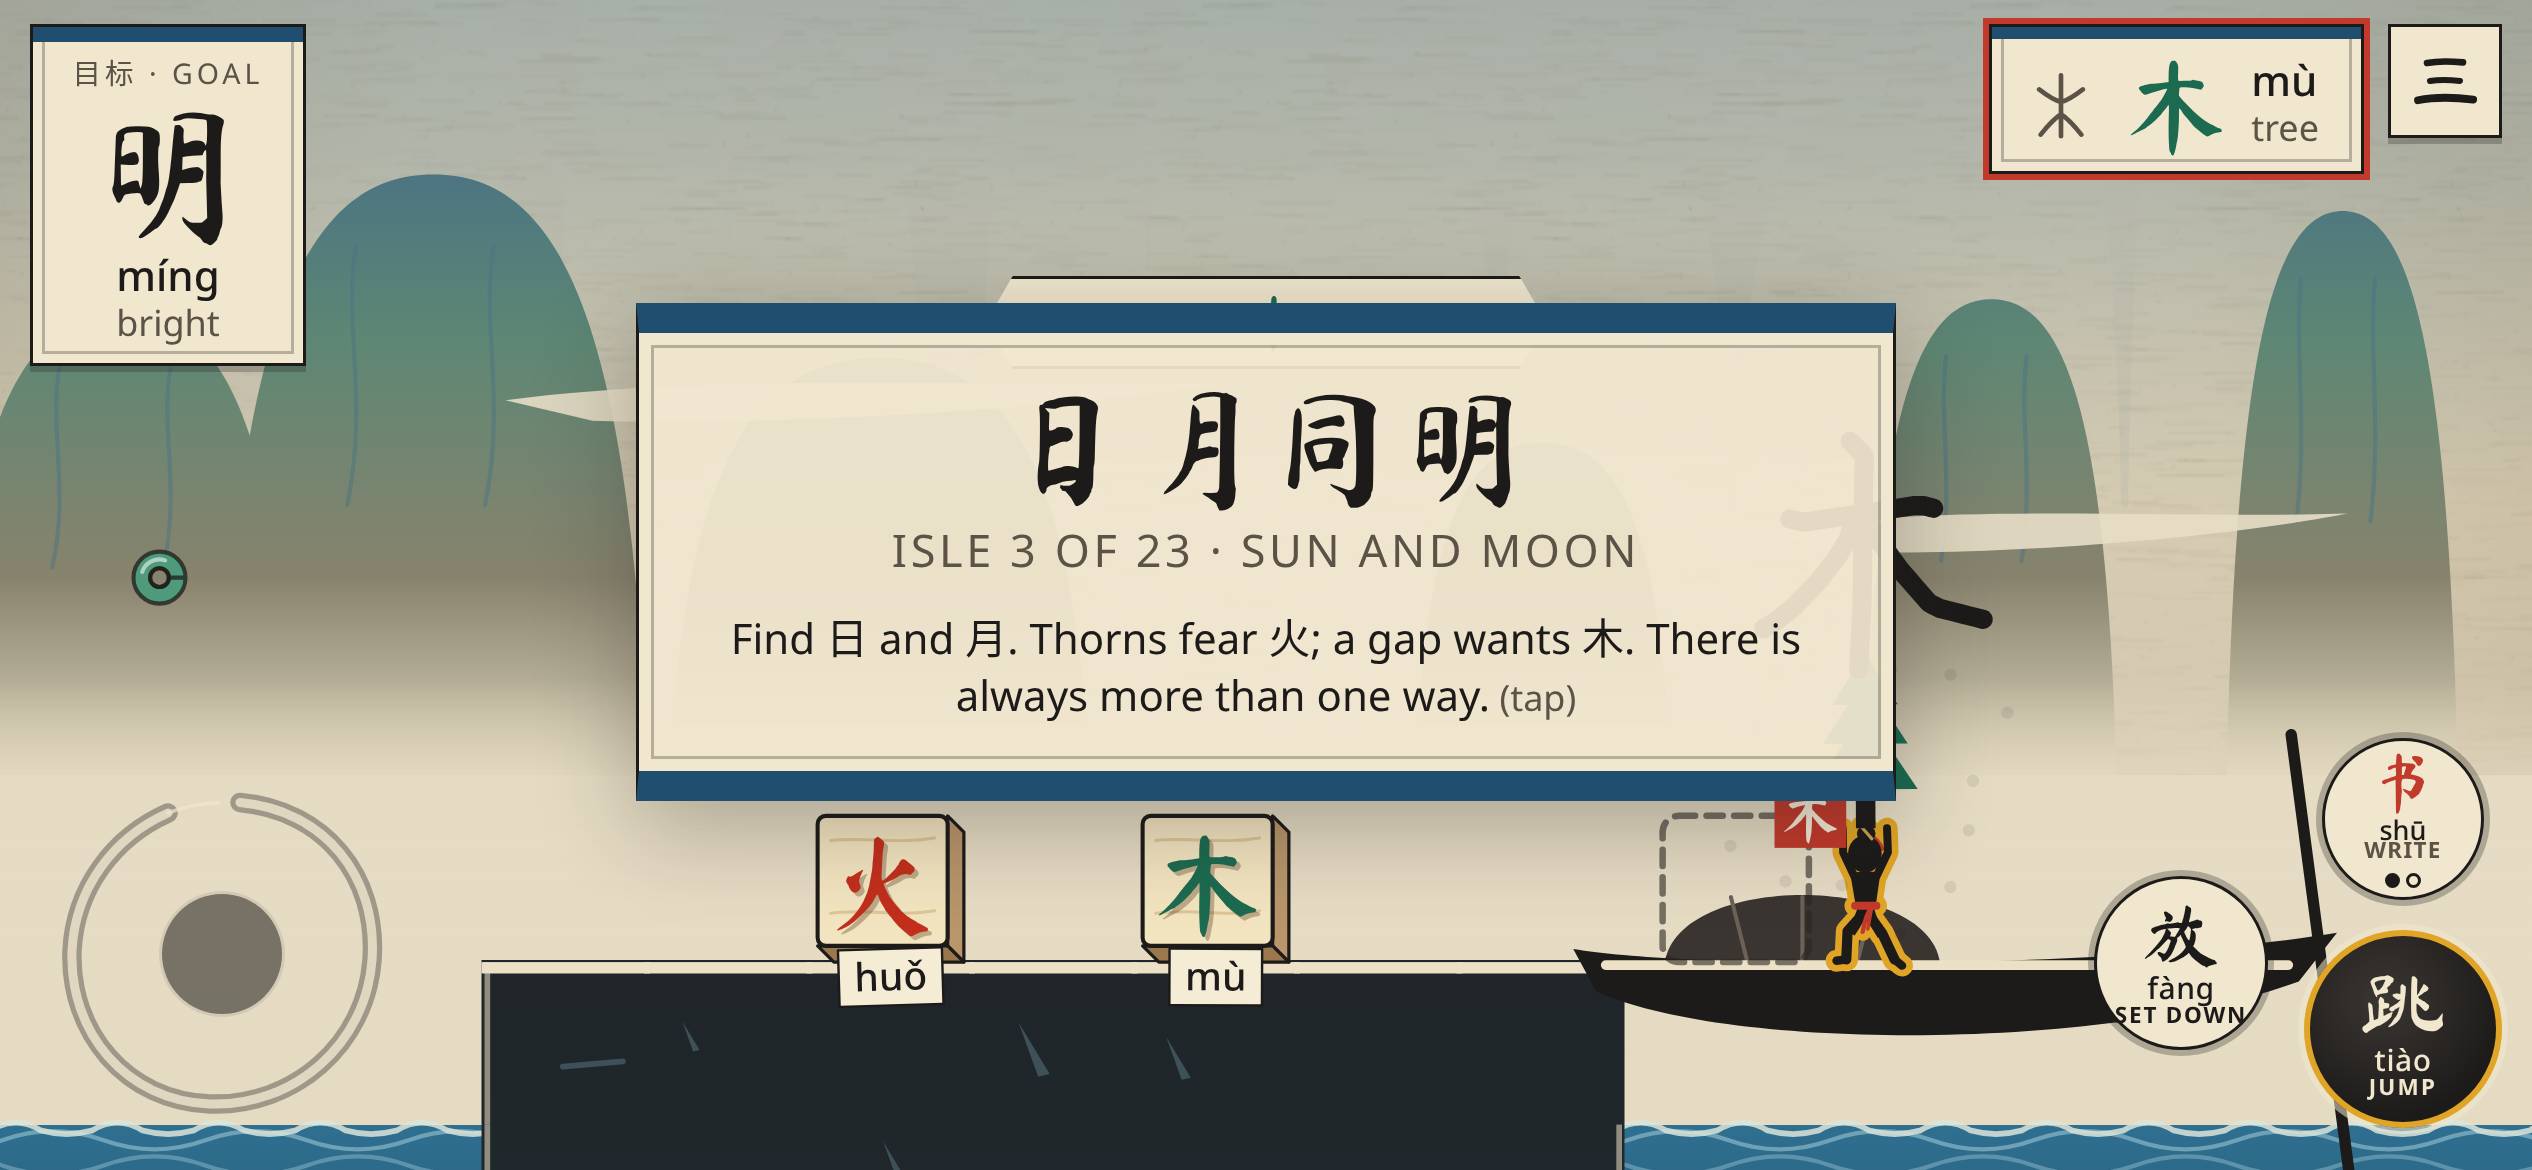 目标 · GOAL
明
míng
bright
木 mù
tree
三
日月同明
ISLE 3 OF 23 · SUN AND MOON
Find 日 and 月. Thorns fear 火; a gap wants 木. There is
always more than one way. (tap)
火
huǒ
木
mù
木
书
shū
WRITE
放
fàng
SET DOWN
跳
tiào
JUMP